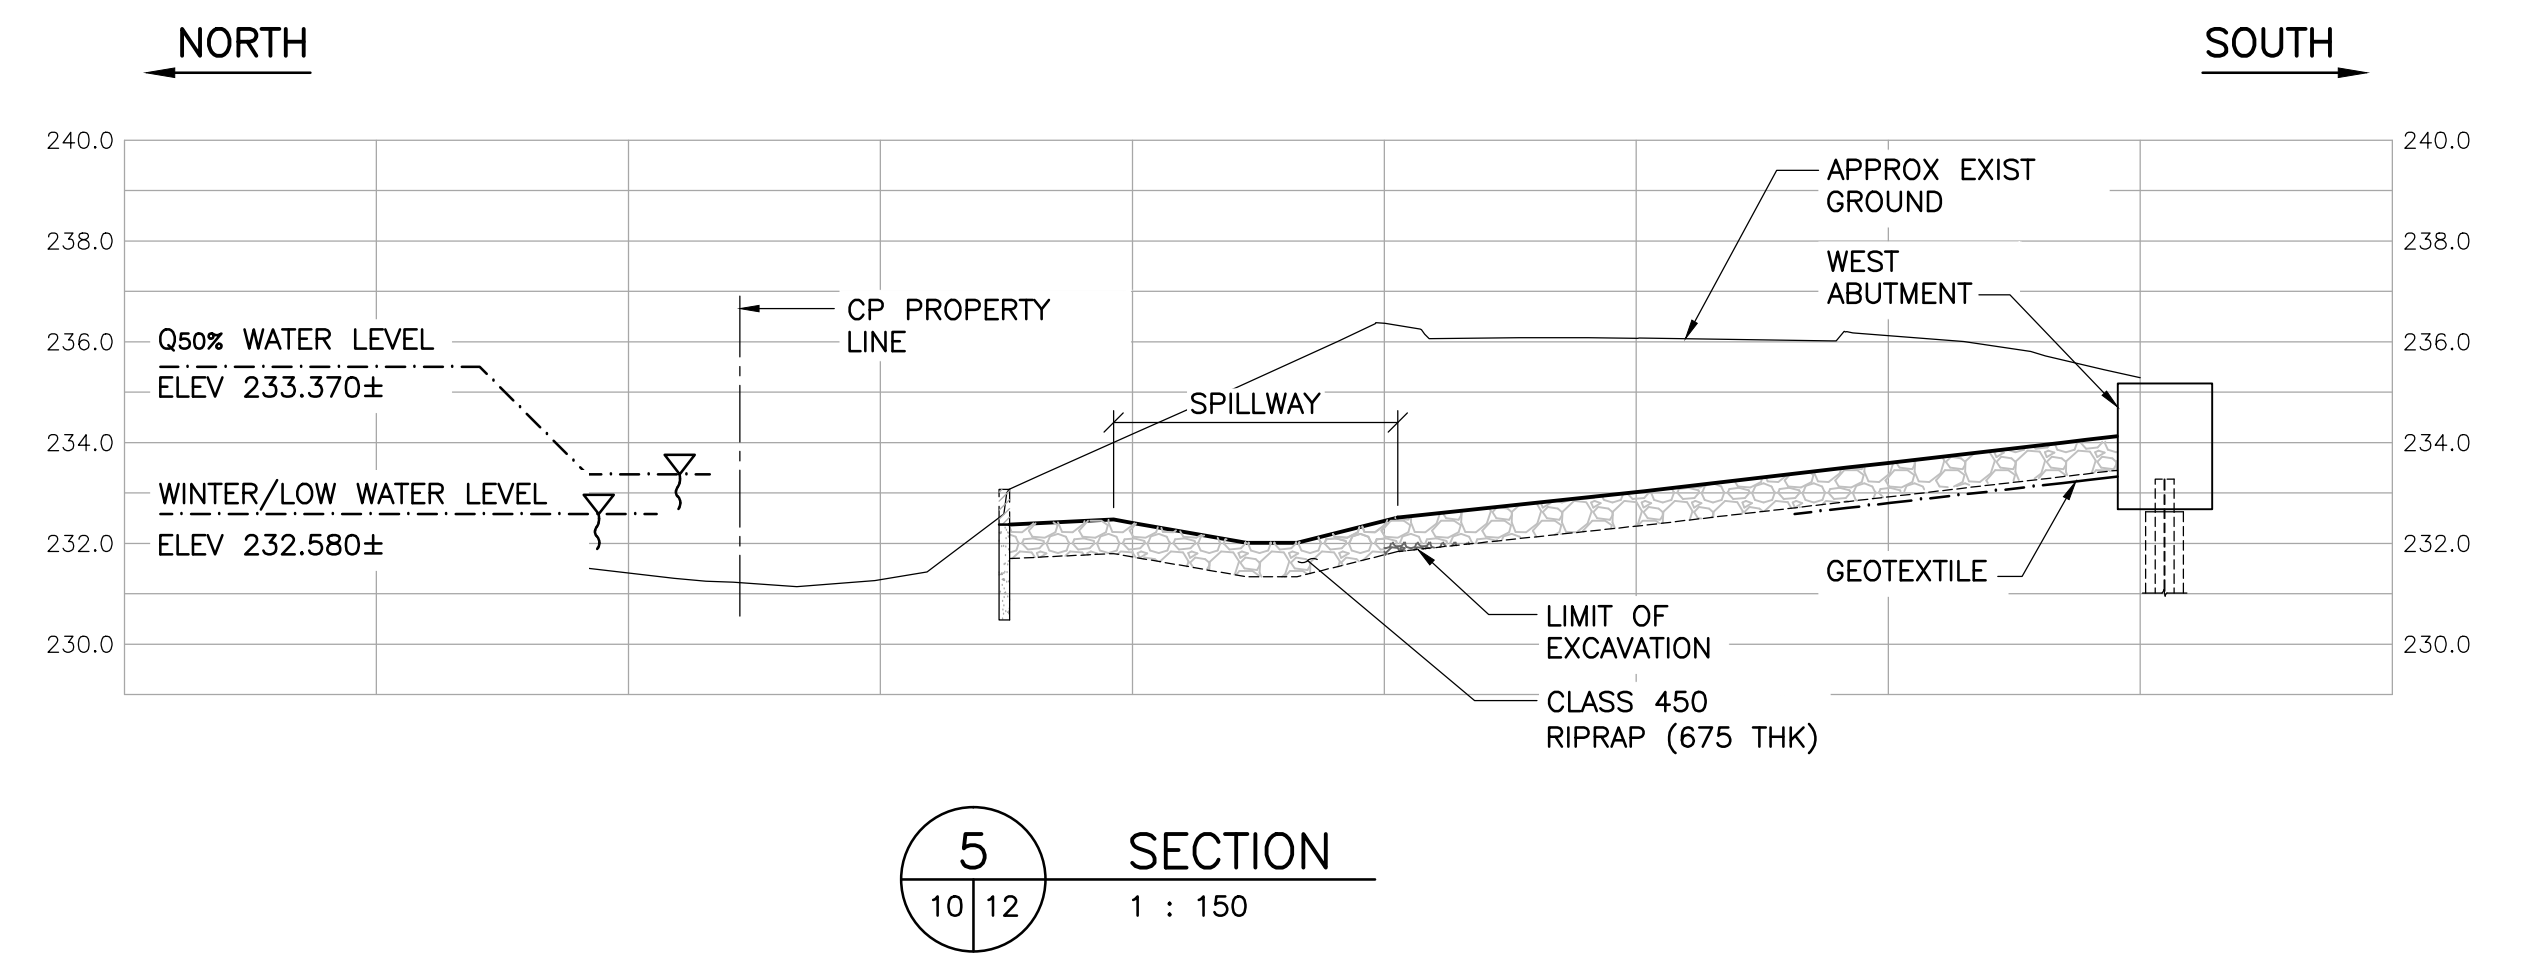 NORTH
SOUTH
240.0
240.0
APPROX EXIST
GROUND
238.0
238.0
WEST
ABUTMENT
CP PROPERTY
LINE
Q50% WATER LEVEL
236.0
236.0
ELEV 233.370±
SPILLWAY
234.0
234.0
WINTER/LOW WATER LEVEL
232.0
232.0
ELEV 232.580±
GEOTEXTILE
LIMIT OF
EXCAVATION
230.0
230.0
CLASS 450
RIPRAP (675 THK)
5
SECTION
10 12
1 : 150